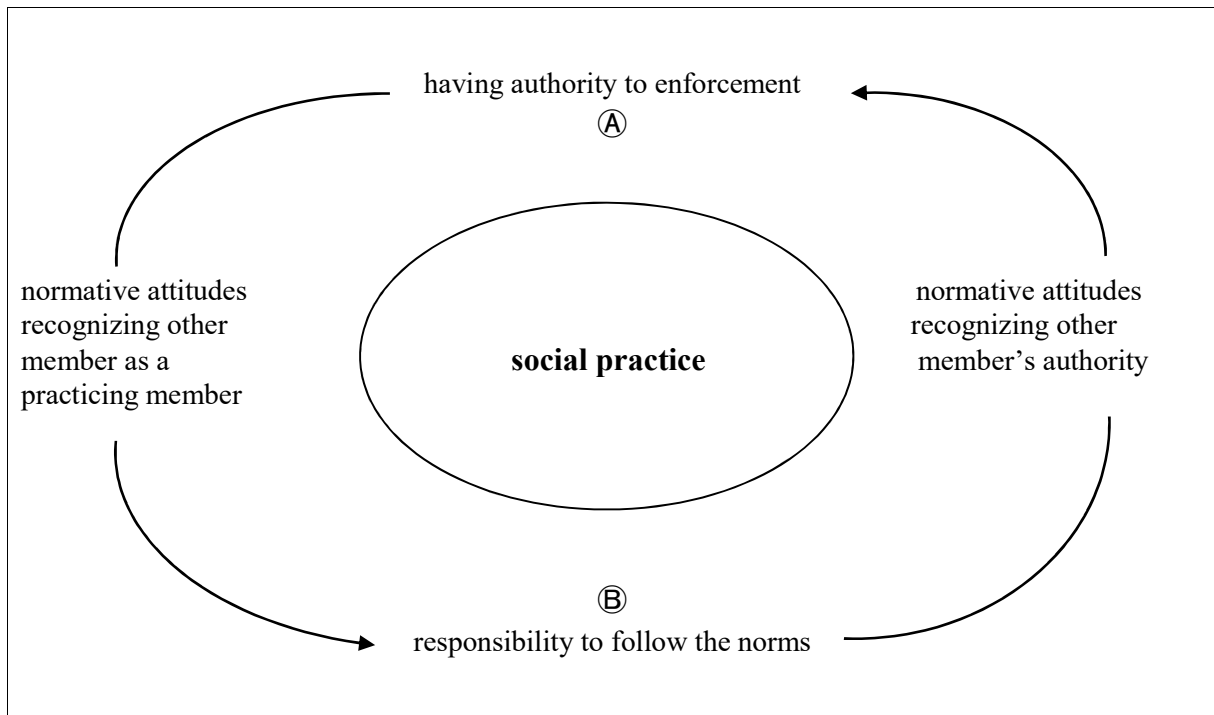 having authority to enforcement
Ⓐ
normative attitudes
recognizing other
member as a
practicing member
social practice
normative attitudes
recognizing other
member’s authority
Ⓑ
responsibility to follow the norms